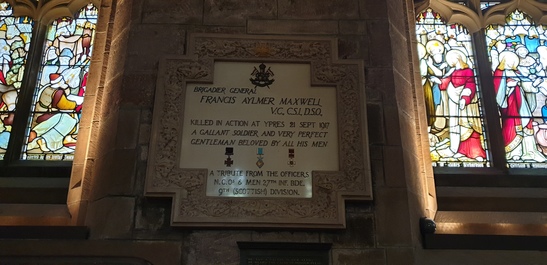 BRIGADIER GENERAL
FRANCIS AYLMER MAXWELL
V.C., C.S.I., D.S.O.
KILLED IN ACTION AT YPRES 21 SEPT 1917
A GALLANT SOLDIER AND VERY PERFECT
GENTLEMAN BELOVED BY ALL HIS MEN
A TRIBUTE FROM THE OFFICERS
N.C.Os & MEN 27TH INF. BDE.
9TH (SCOTTISH) DIVISION.